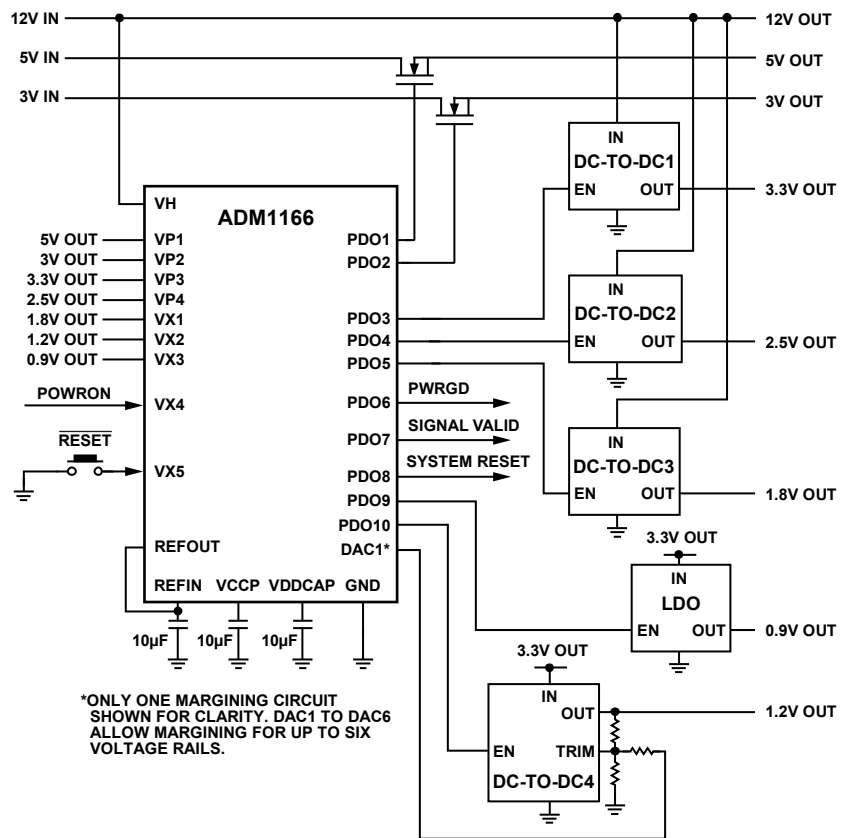 12V IN
12V OUT
5V IN
5V OUT
3V IN
3V OUT
IN
DC-TO-DC1
EN
OUT
3.3V OUT
VH
ADM1166
5V OUT
VP1
PDO1
3V OUT
VP2
PDO2
3.3V OUT
VP3
2.5V OUT
VP4
1.8V OUT
VX1
PDO3
1.2V OUT
VX2
PDO4
0.9V OUT
VX3
PDO5
IN
DC-TO-DC2
EN
OUT
2.5V OUT
POWRON
VX4
PDO6
PWRGD
PDO7
SIGNAL VALID
RESET
VX5
PDO8
SYSTEM RESET
PDO9
PDO10
IN
DC-TO-DC3
EN
OUT
1.8V OUT
REFOUT
DAC1*
REFIN
VCCP
VDDCAP
GND
10µF
10µF
10µF
3.3V OUT
IN
LDO
EN
OUT
0.9V OUT
3.3V OUT
IN
OUT
1.2V OUT
EN
TRIM
DC-TO-DC4
*ONLY ONE MARGINING CIRCUIT
SHOWN FOR CLARITY. DAC1 TO DAC6
ALLOW MARGINING FOR UP TO SIX
VOLTAGE RAILS.